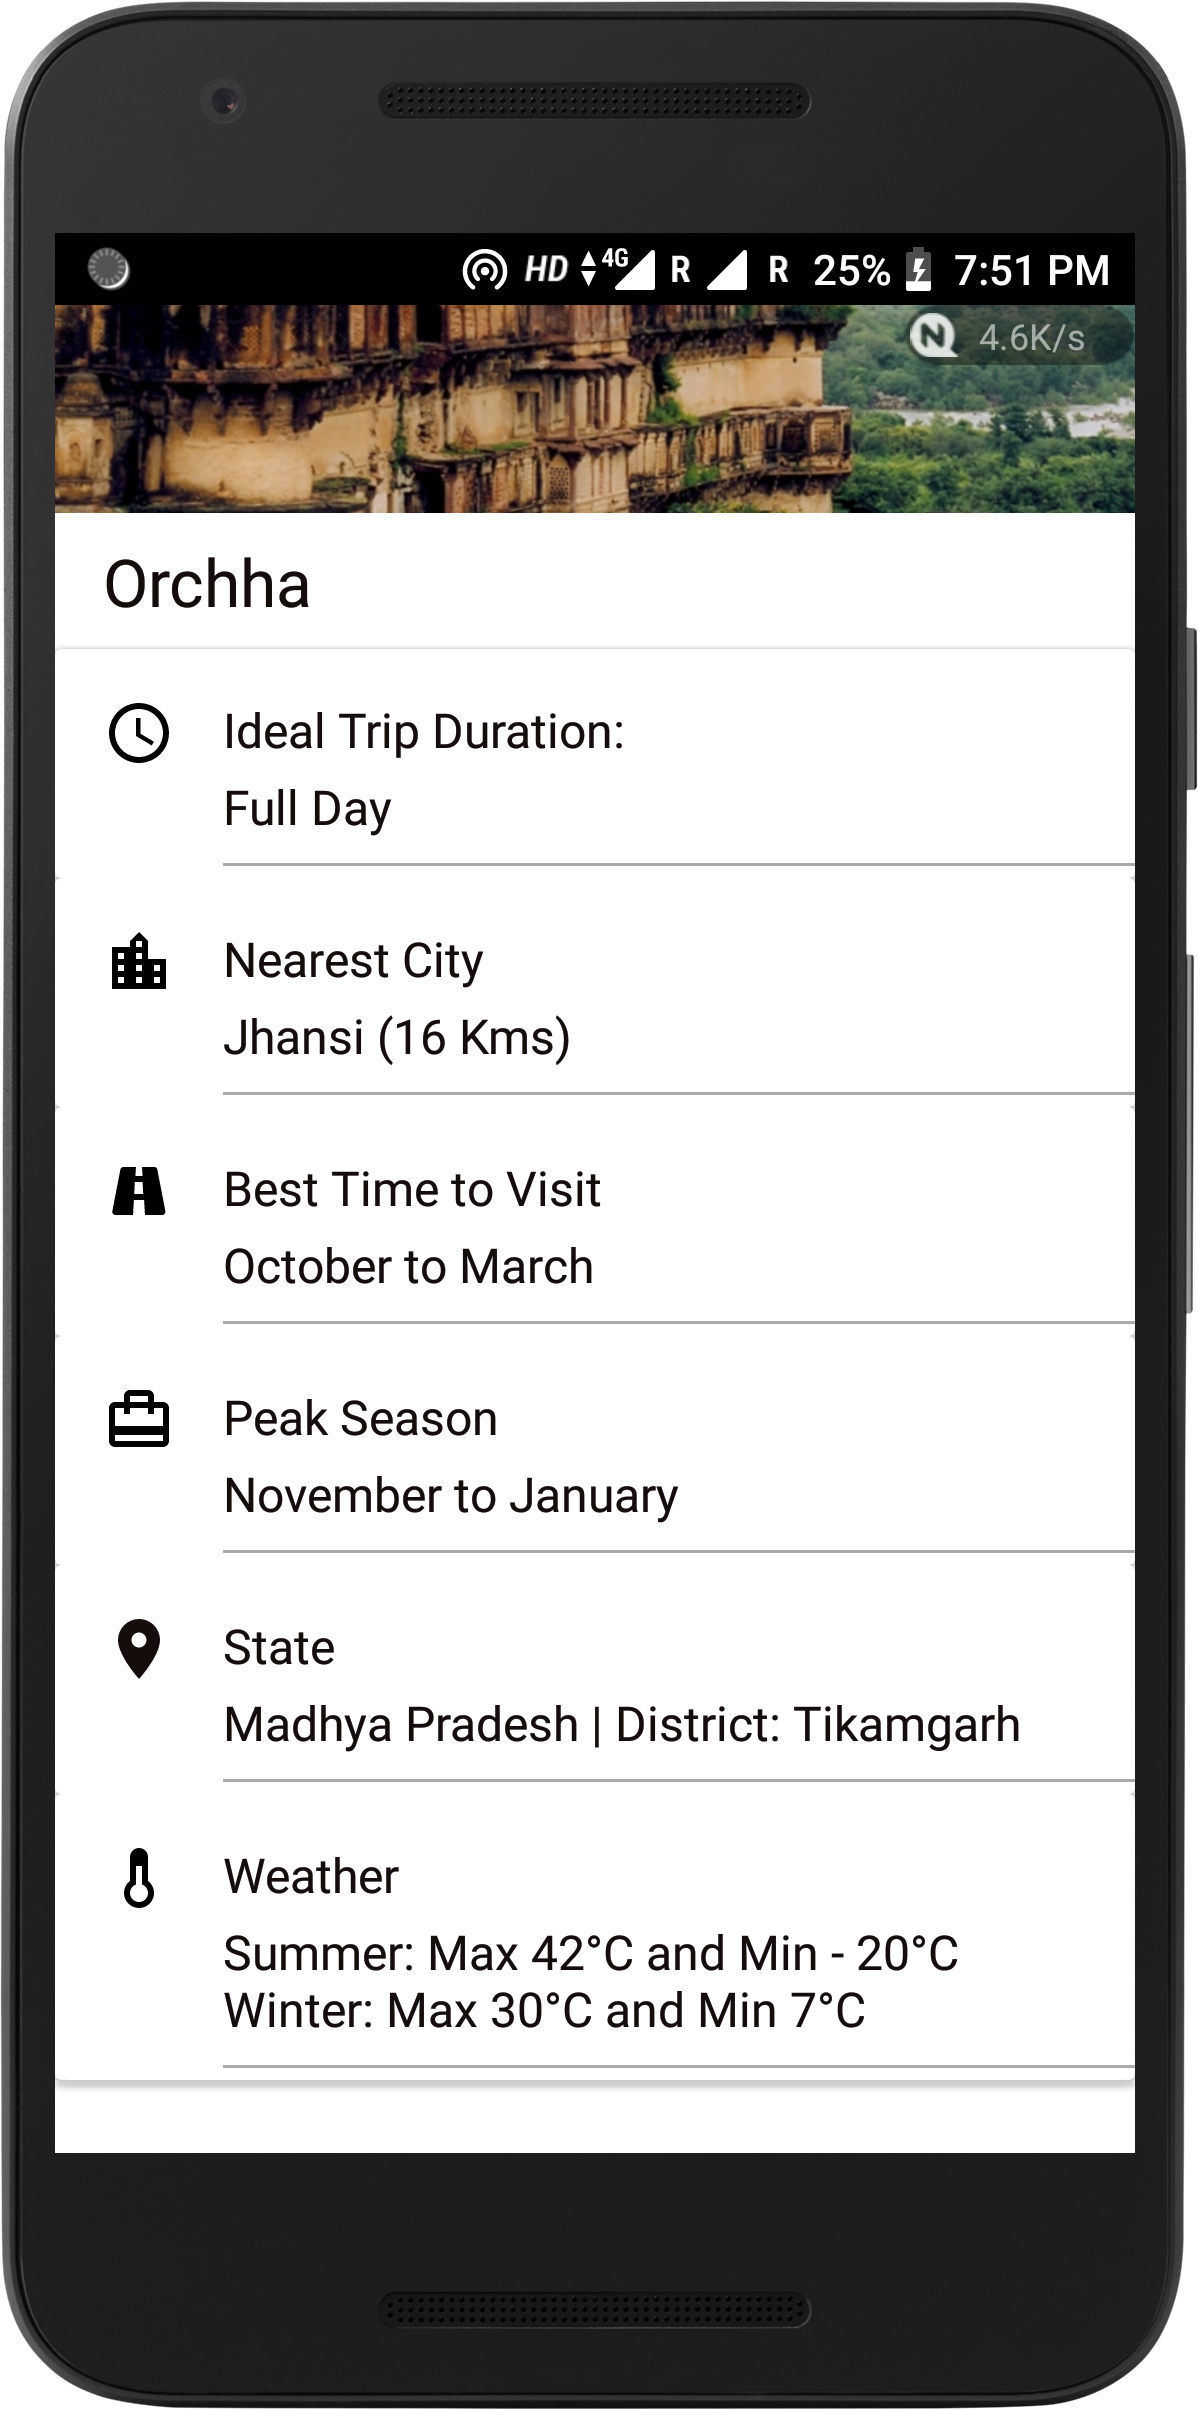 HD 4G R R 25% 7:51 PM
N 4.6K/s
Orchha
Ideal Trip Duration:
Full Day
Nearest City
Jhansi (16 Kms)
Best Time to Visit
October to March
Peak Season
November to January
State
Madhya Pradesh | District: Tikamgarh
Weather
Summer: Max 42°C and Min - 20°C
Winter: Max 30°C and Min 7°C